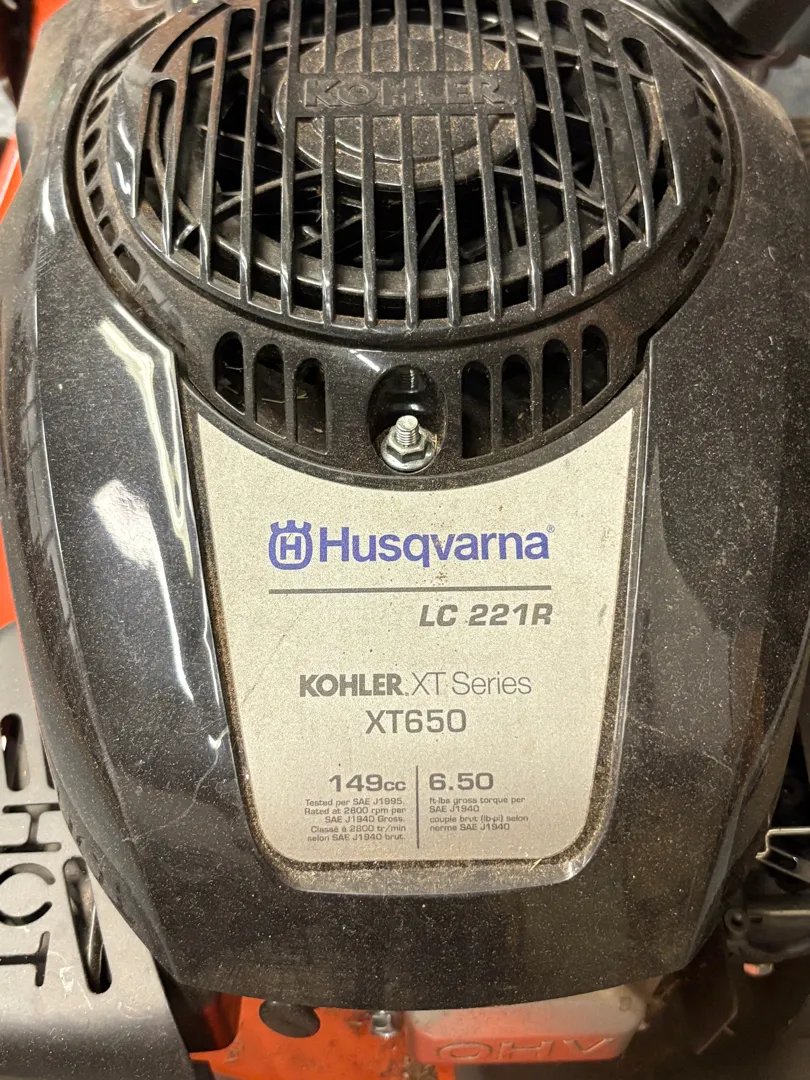 KOHLER
Husqvarna®
LC 221R
KOHLER. XT Series
XT650
149cc
Tested per SAE J1995.
Rated at 2800 rpm per
SAE J1940 Gross.
Classé à 2800 tr/min
selon SAE J1940 brut.
6.50
ft-lbs gross torque per
SAE J1940
couple brut (lb-pi) selon
norme SAE J1940
HOT
OHV